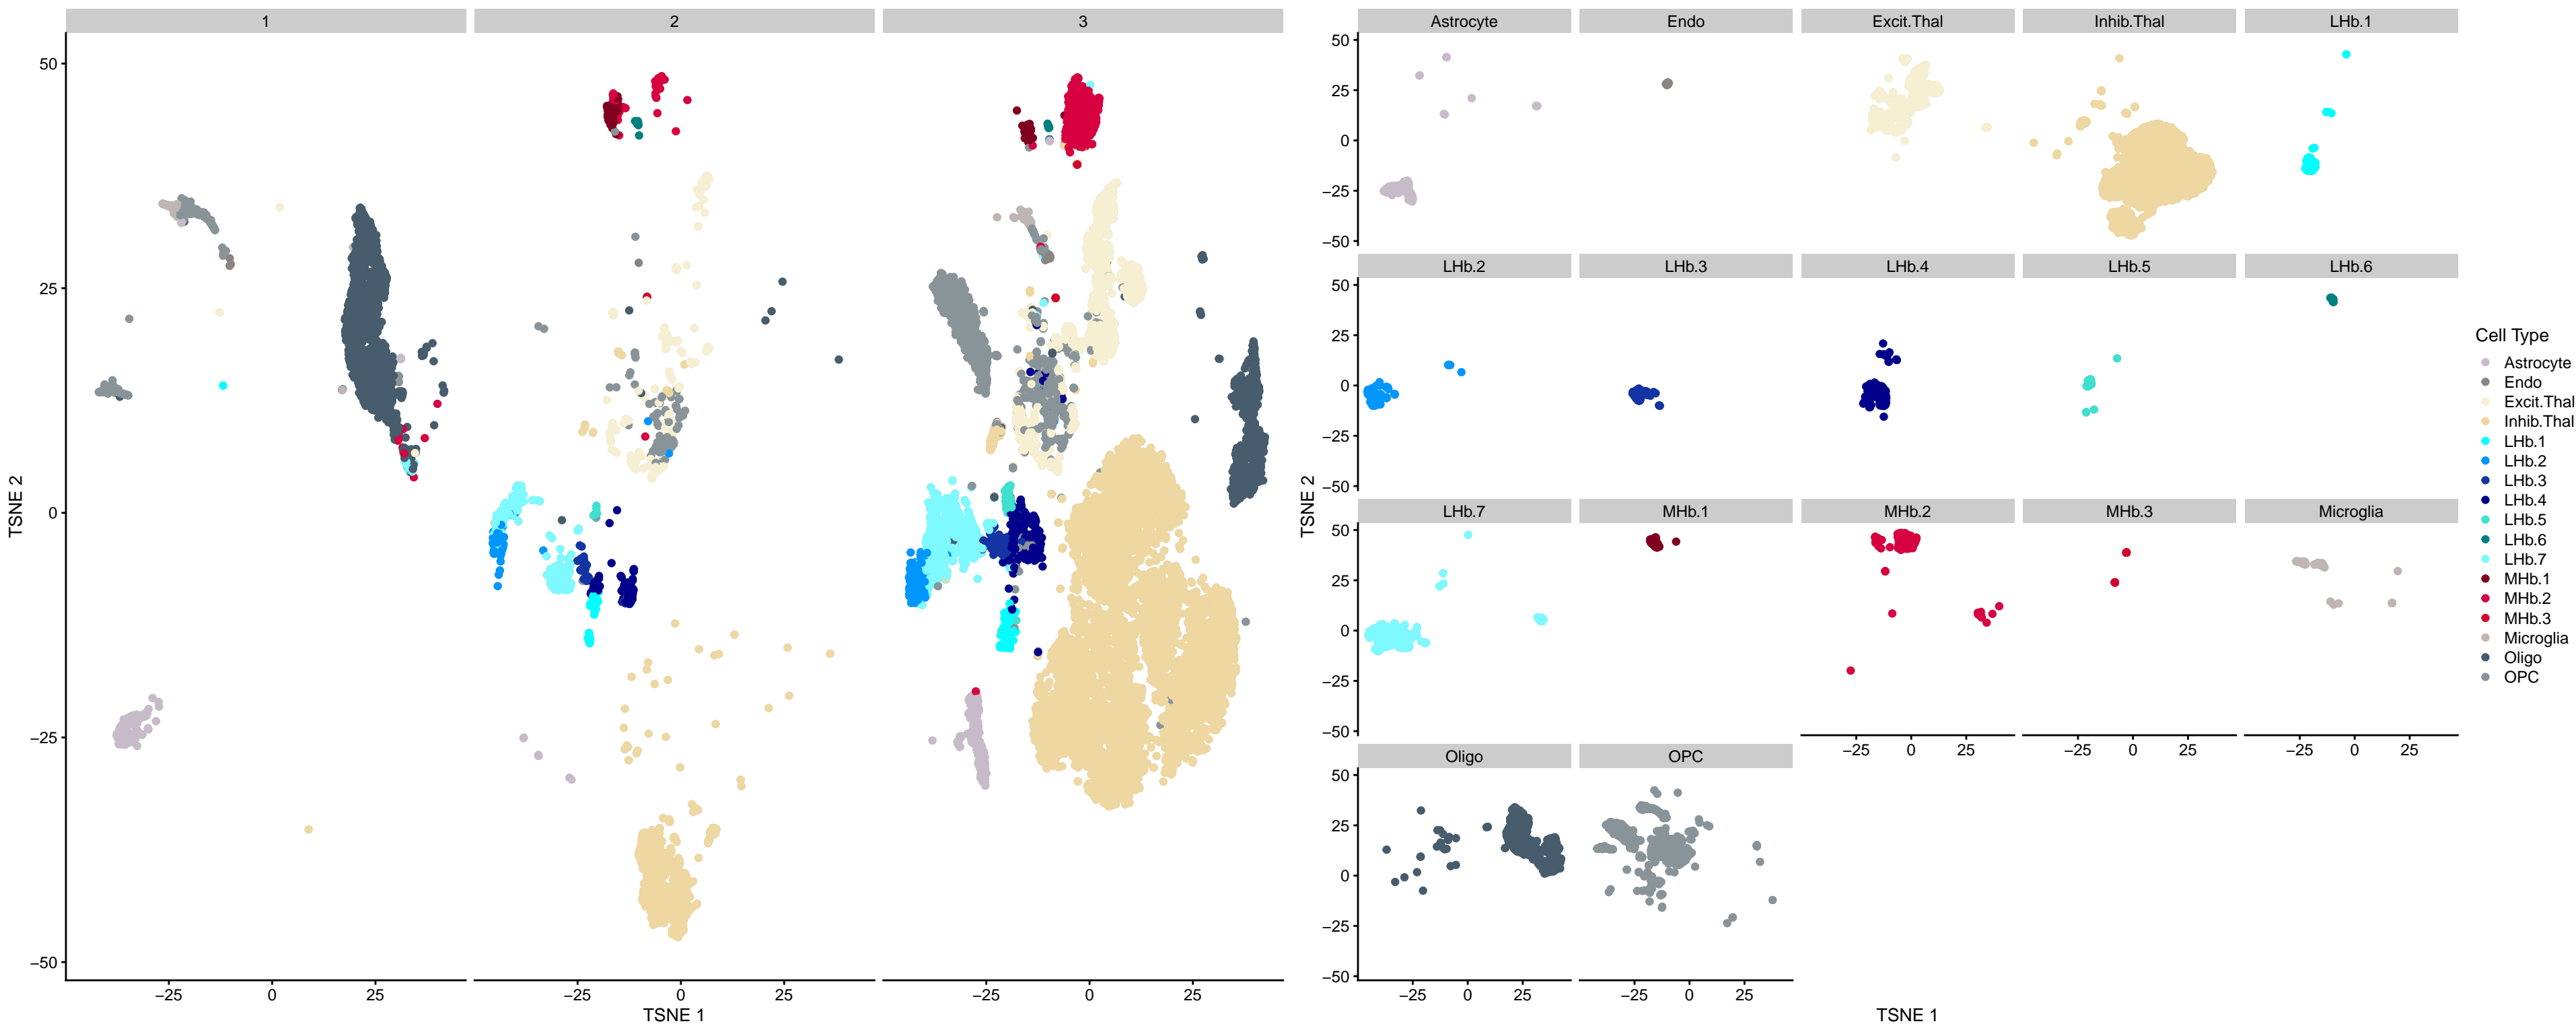 1
2
3
50
25
0
−25
−50
−25
0
25
−25
0
25
−25
0
25
TSNE 1
TSNE 2
Astrocyte
Endo
Excit.Thal
Inhib.Thal
LHb.1
50
25
0
−25
−50
LHb.2
LHb.3
LHb.4
LHb.5
LHb.6
50
25
0
−25
−50
LHb.7
MHb.1
MHb.2
MHb.3
Microglia
50
25
0
−25
−50
−25
0
25
−25
0
25
−25
0
25
Oligo
OPC
50
25
0
−25
−50
−25
0
25
−25
0
25
TSNE 1
TSNE 2
Cell Type
Astrocyte
Endo
Excit.Thal
Inhib.Thal
LHb.1
LHb.2
LHb.3
LHb.4
LHb.5
LHb.6
LHb.7
MHb.1
MHb.2
MHb.3
Microglia
Oligo
OPC